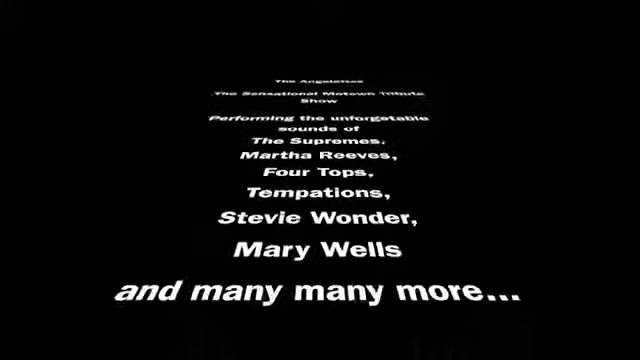 The Angelettes
The Sensational Motown Tribute
Show
Performing the unforgetable
sounds of
The Supremes,
Martha Reeves,
Four Tops,
Tempations,
Stevie Wonder,
Mary Wells
and many many more...